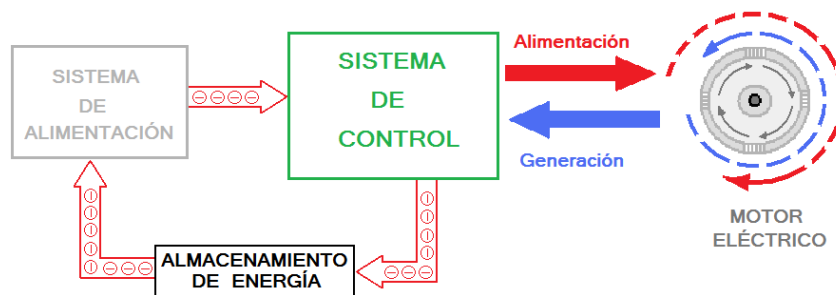 SISTEMA
DE
ALIMENTACIÓN
SISTEMA
DE
CONTROL
Alimentación
Generación
MOTOR
ELÉCTRICO
ALMACENAMIENTO
DE ENERGÍA